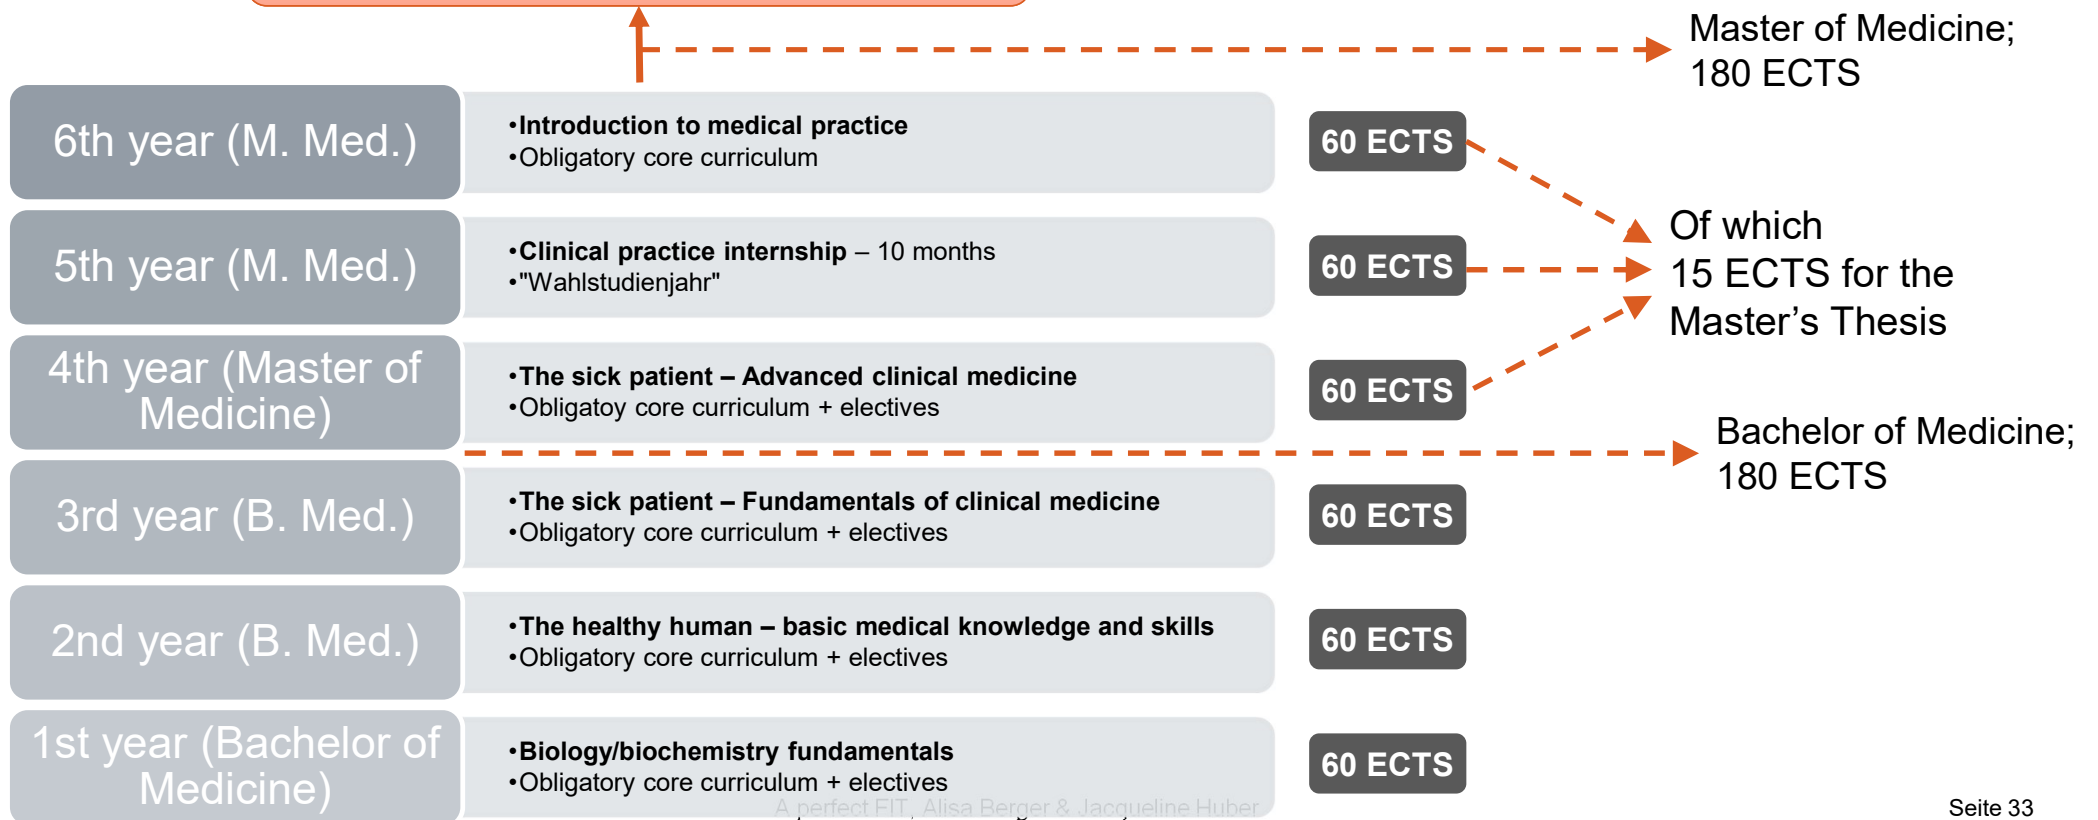 Master of Medicine;
180 ECTS
6th year (M. Med.)
•Introduction to medical practice
•Obligatory core curriculum
60 ECTS
5th year (M. Med.)
•Clinical practice internship – 10 months
•"Wahlstudienjahr"
60 ECTS
Of which
15 ECTS for the
Master’s Thesis
4th year (Master of
Medicine)
•The sick patient – Advanced clinical medicine
•Obligatoy core curriculum + electives
60 ECTS
Bachelor of Medicine;
180 ECTS
3rd year (B. Med.)
•The sick patient – Fundamentals of clinical medicine
•Obligatory core curriculum + electives
60 ECTS
2nd year (B. Med.)
•The healthy human – basic medical knowledge and skills
•Obligatory core curriculum + electives
60 ECTS
1st year (Bachelor of
Medicine)
•Biology/biochemistry fundamentals
•Obligatory core curriculum + electives
60 ECTS
A perfect FIT, Alisa Berger & Jacqueline Huber
Seite 33